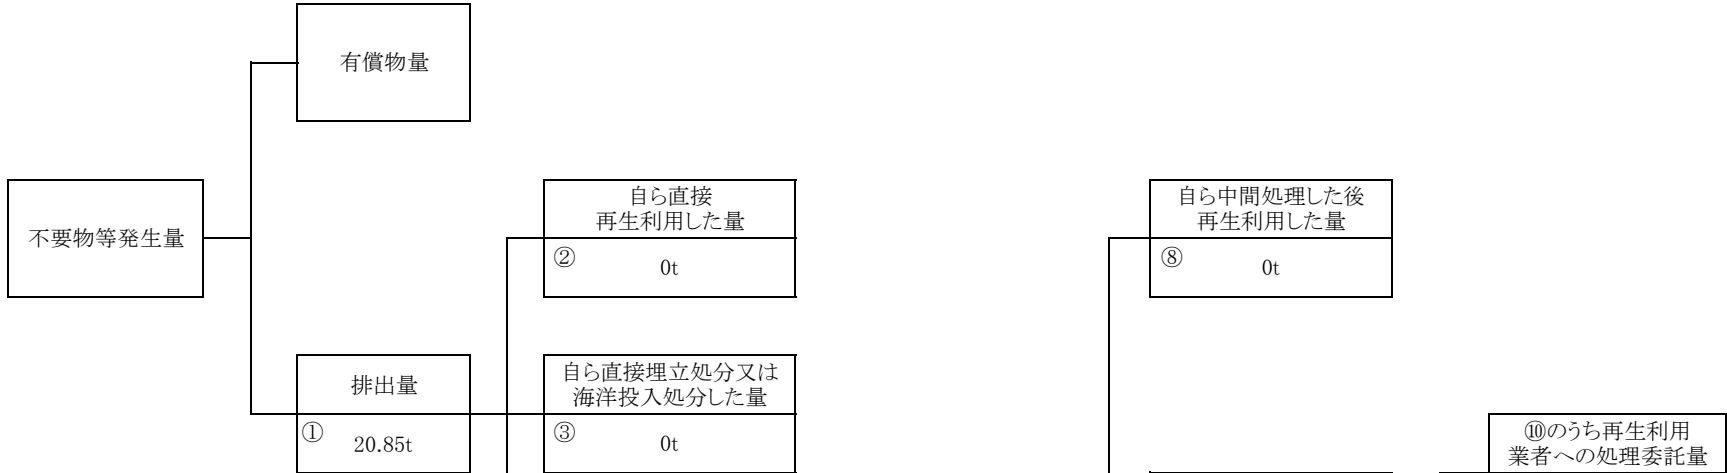 有償物量
不要物等発生量
自ら直接
再生利用した量
②
0t
自ら中間処理した後
再生利用した量
⑧
0t
排出量
①
20.85t
自ら直接埋立処分又は
海洋投入処分した量
③
0t
⑩のうち再生利用
業者への処理委託量